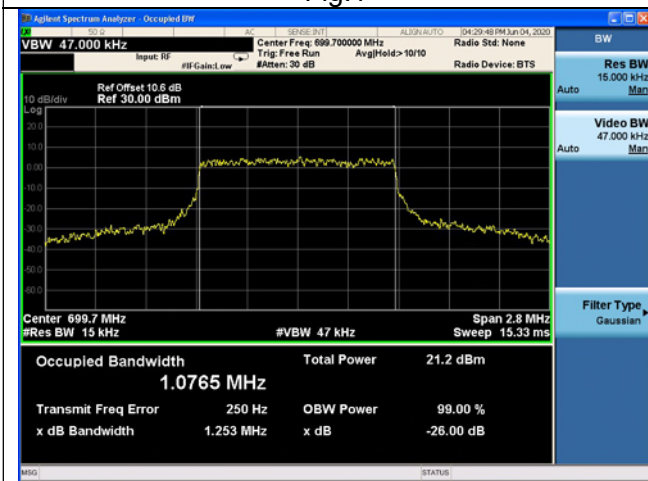 Agilent Spectrum Analyzer - Occupied BW
50 Ω AC SENSE:INT ALIGN AUTO 04:29:48 PM Jun 04, 2020
VBW 47.000 kHz
Center Freq: 699.700000 MHz
Radio Std: None
Input: RF
Trig: Free Run
Avg|Hold:>10/10
#IFGain:Low
#Atten: 30 dB
Radio Device: BTS
BW
Res BW
15.000 kHz
Auto Man
Video BW
47.000 kHz
Auto Man
Filter Type
Gaussian
Ref Offset 10.6 dB
10 dB/div Ref 30.00 dBm
Log
20.0
10.0
0.00
-10.0
-20.0
-30.0
-40.0
-50.0
-60.0
Center 699.7 MHz Span 2.8 MHz
#Res BW 15 kHz #VBW 47 kHz Sweep 15.33 ms
Occupied Bandwidth Total Power 21.2 dBm
1.0765 MHz
Transmit Freq Error 250 Hz OBW Power 99.00 %
x dB Bandwidth 1.253 MHz x dB -26.00 dB
MSG STATUS